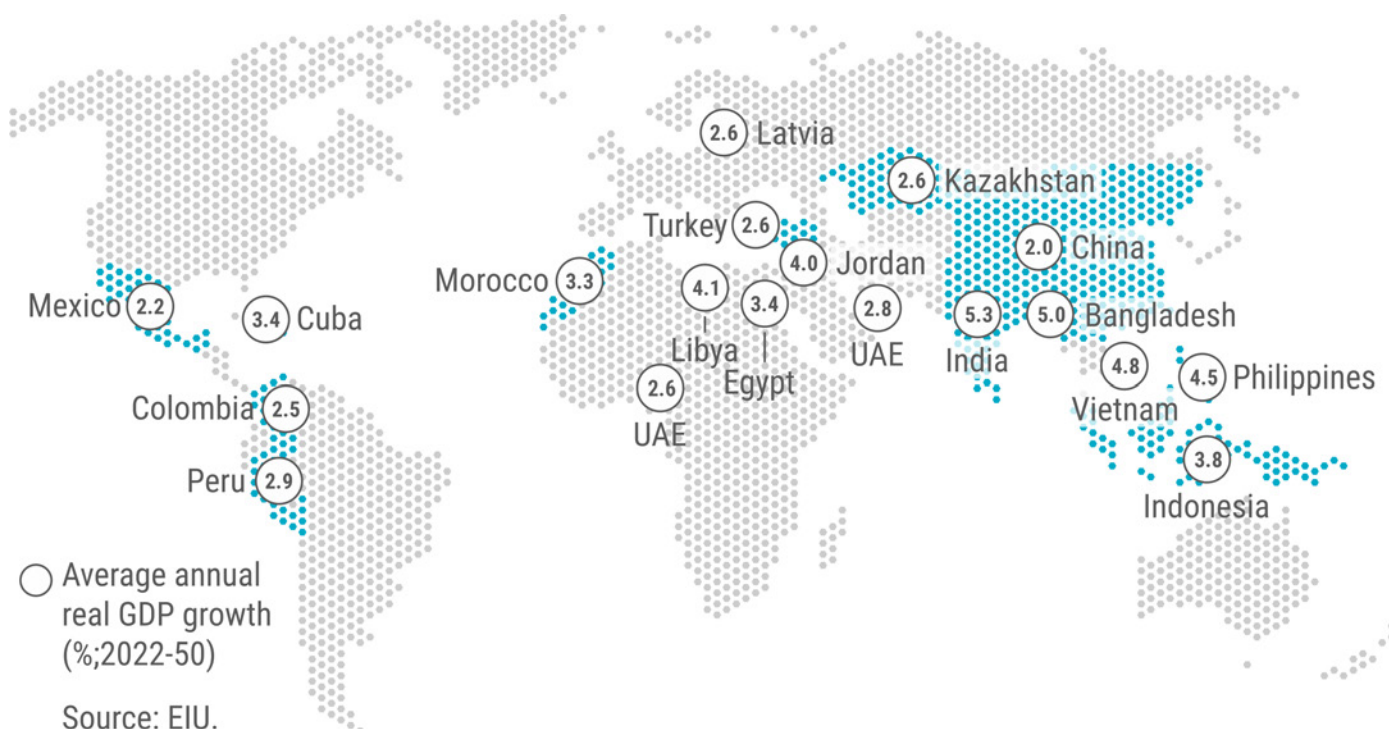 2.6 Latvia
2.6 Kazakhstan
Turkey 2.6
2.0 China
4.0 Jordan
Morocco 3.3
4.1
Libya
3.4
Egypt
2.8
UAE
Mexico 2.2
3.4 Cuba
5.3
India
5.0 Bangladesh
4.8
Vietnam
4.5 Philippines
2.6
UAE
Colombia 2.5
Peru 2.9
3.8
Indonesia
Average annual
real GDP growth
(%;2022-50)
Source: EIU.